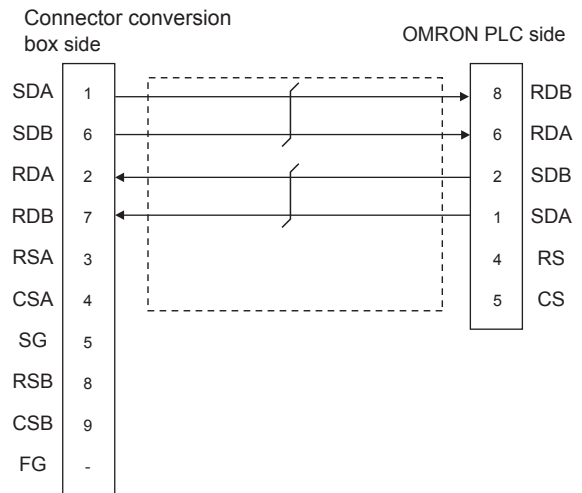 Connector conversion
box side
OMRON PLC side
SDA 1 8 RDB
SDB 6 6 RDA
RDA 2 2 SDB
RDB 7 1 SDA
RSA 3 4 RS
CSA 4 5 CS
SG 5
RSB 8
CSB 9
FG -